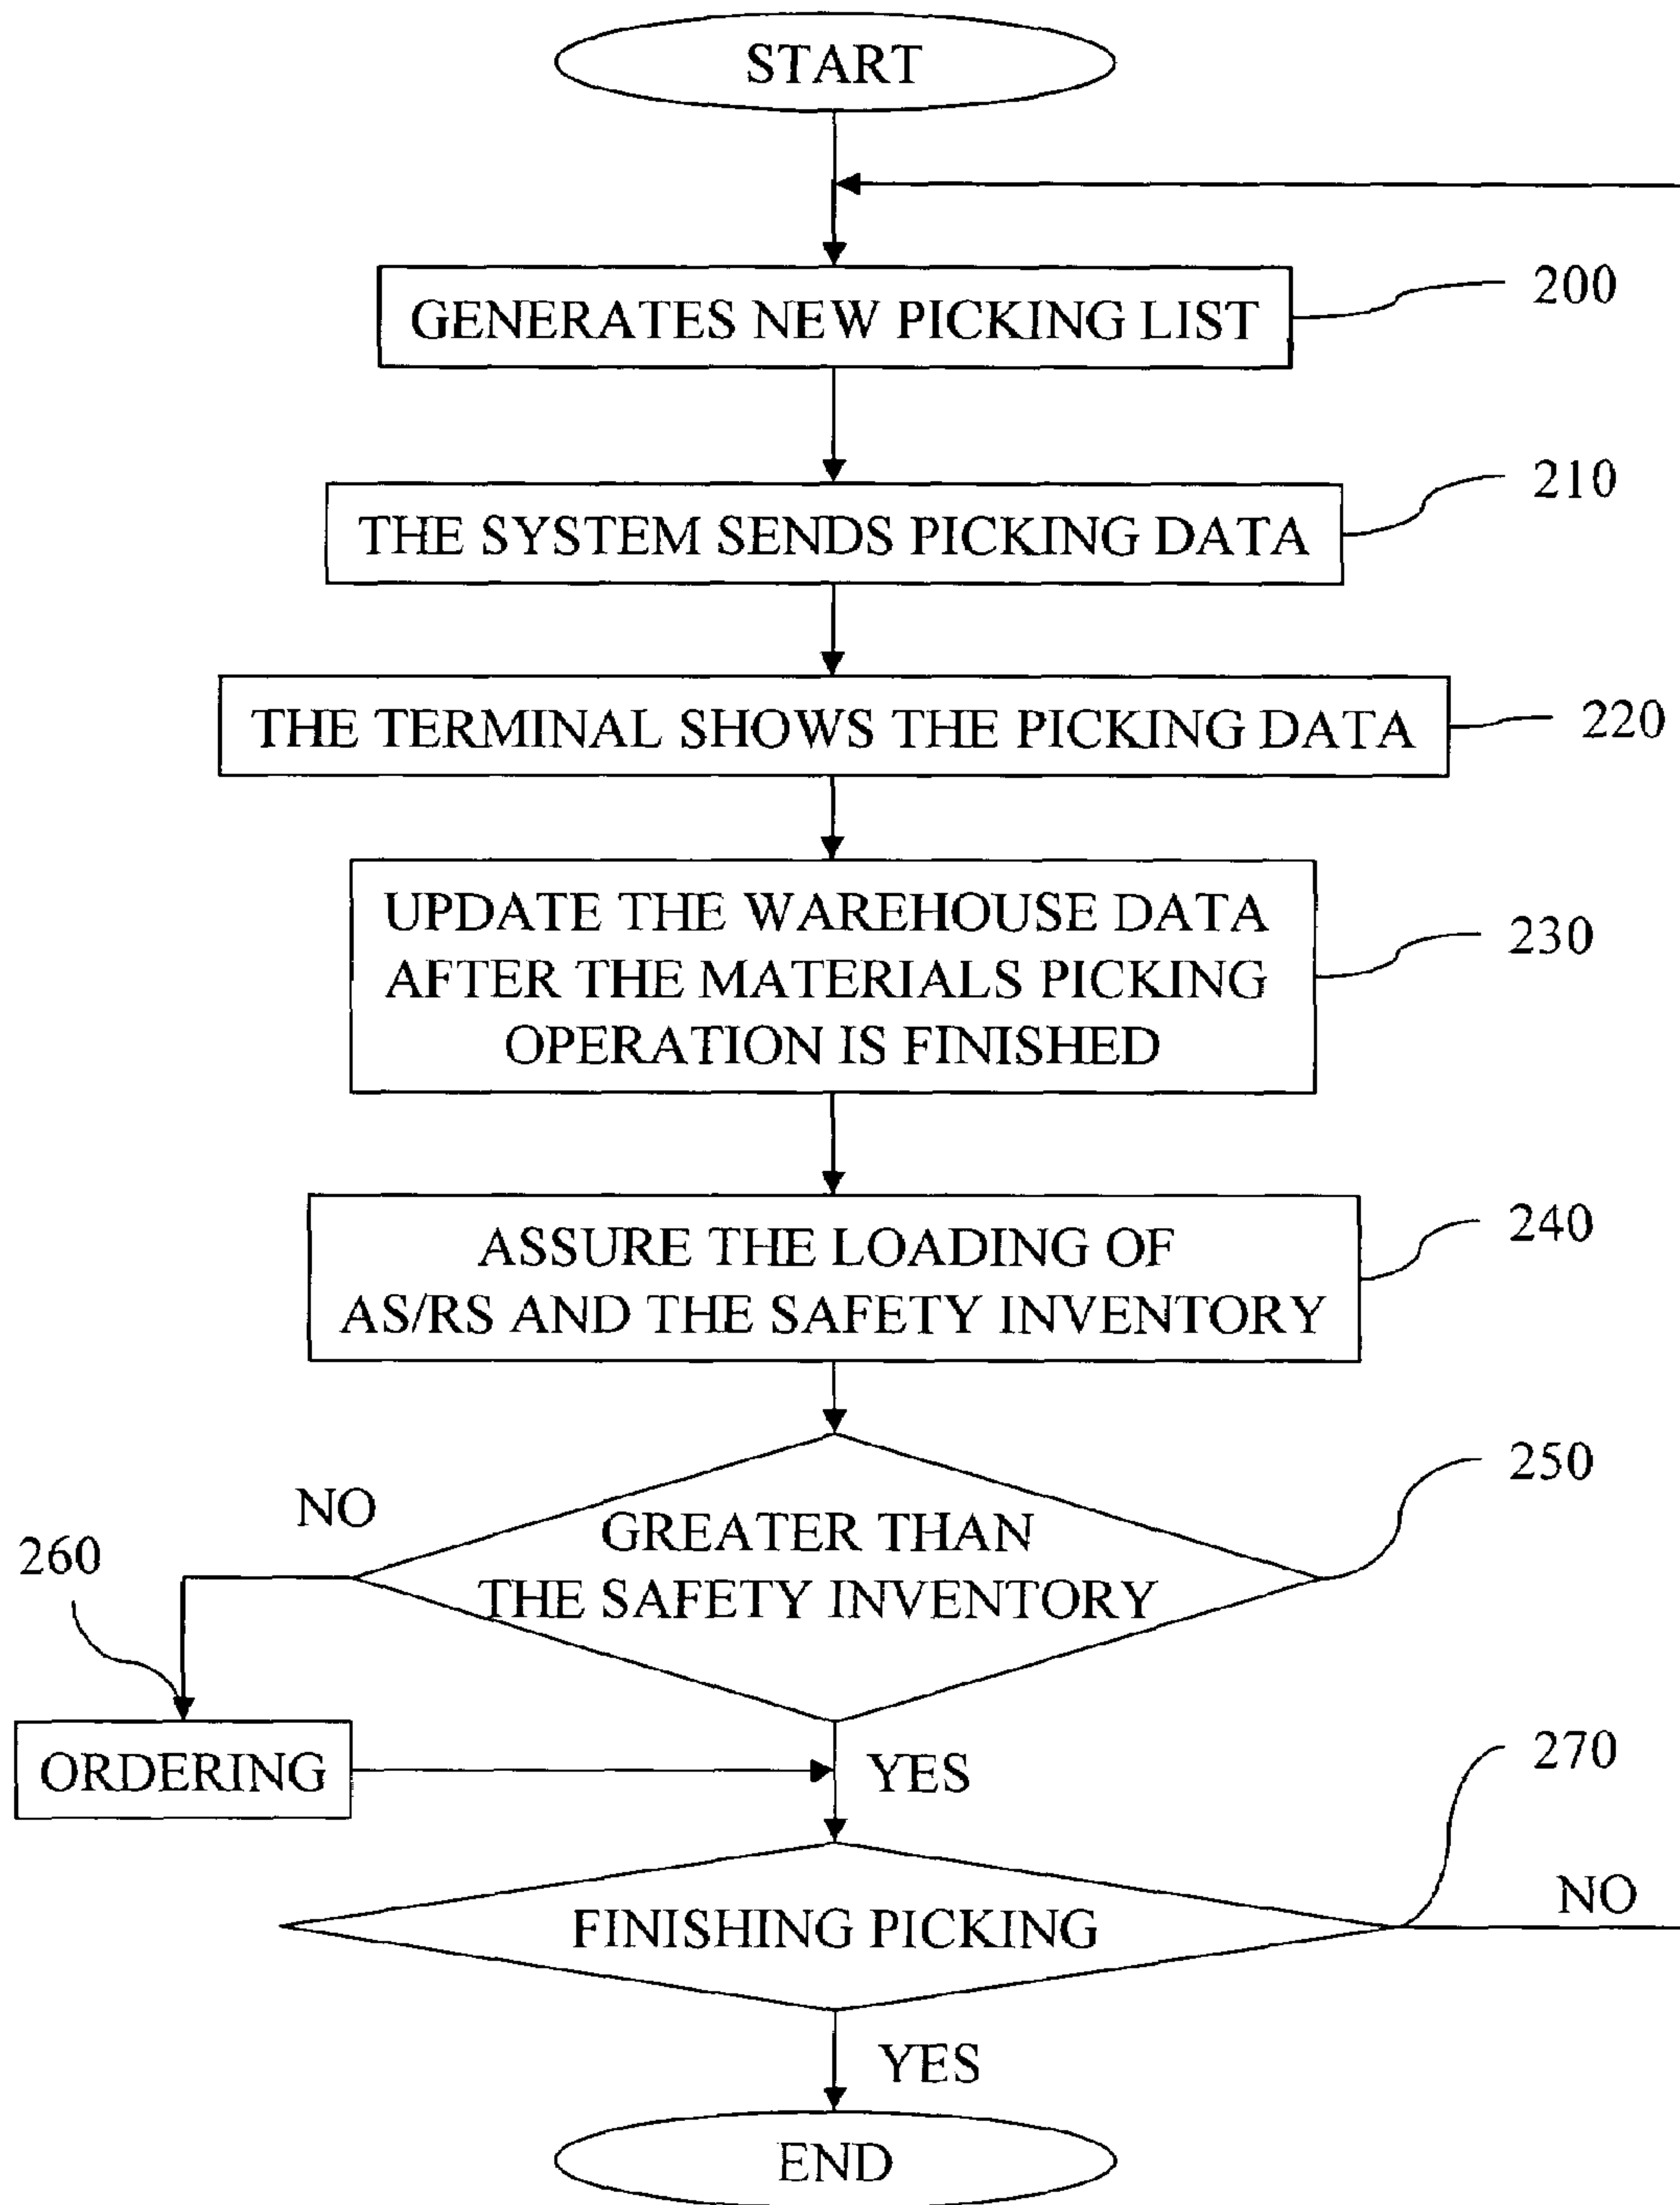 START
GENERATES NEW PICKING LIST
200
THE SYSTEM SENDS PICKING DATA
210
THE TERMINAL SHOWS THE PICKING DATA
220
UPDATE THE WAREHOUSE DATA
AFTER THE MATERIALS PICKING
OPERATION IS FINISHED
230
ASSURE THE LOADING OF
AS/RS AND THE SAFETY INVENTORY
240
GREATER THAN
THE SAFETY INVENTORY
250
NO
260
ORDERING
YES
270
FINISHING PICKING
NO
YES
END